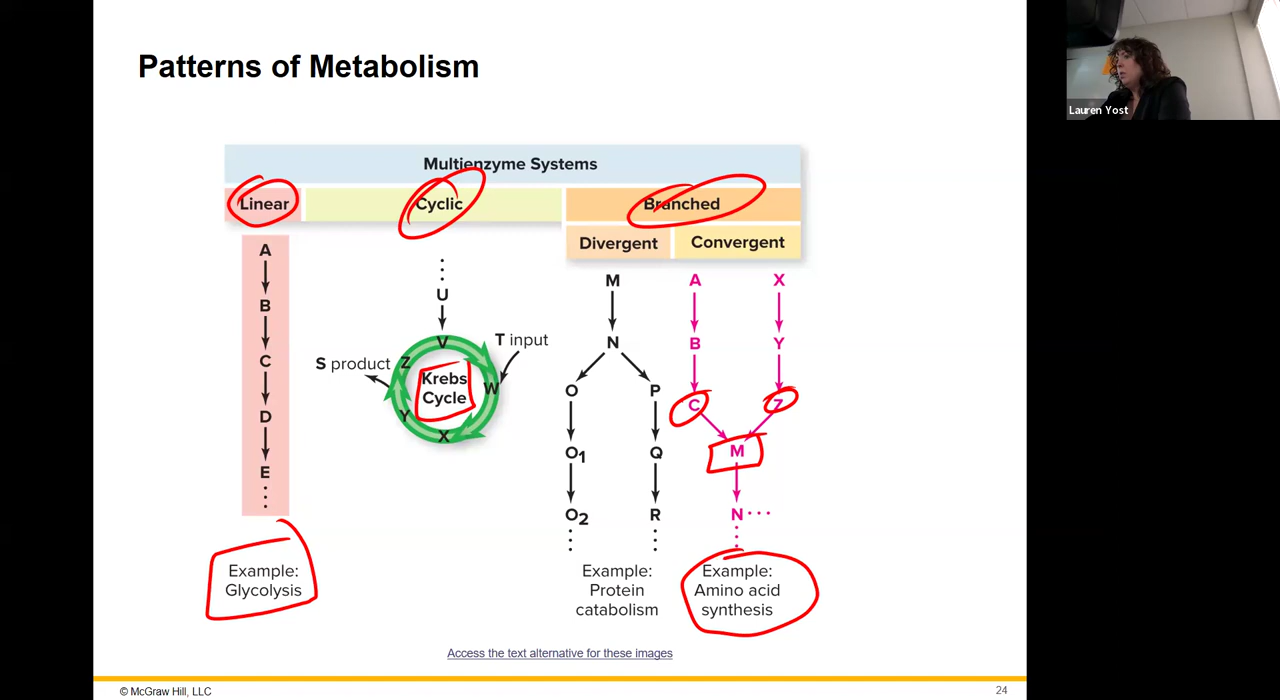 Patterns of Metabolism
Lauren Yost
Multienzyme Systems
Linear
Cyclic
Branched
Divergent
Convergent
A
B
C
D
E
⋮
⋮
U
V
W
X
Y
Z
Krebs
Cycle
T input
S product
M
N
O
P
O1
Q
O2
R
⋮
⋮
A
X
B
Y
C
Z
M
N···
⋮
Example:
Glycolysis
Example:
Protein
catabolism
Example:
Amino acid
synthesis
Access the text alternative for these images
© McGraw Hill, LLC
24